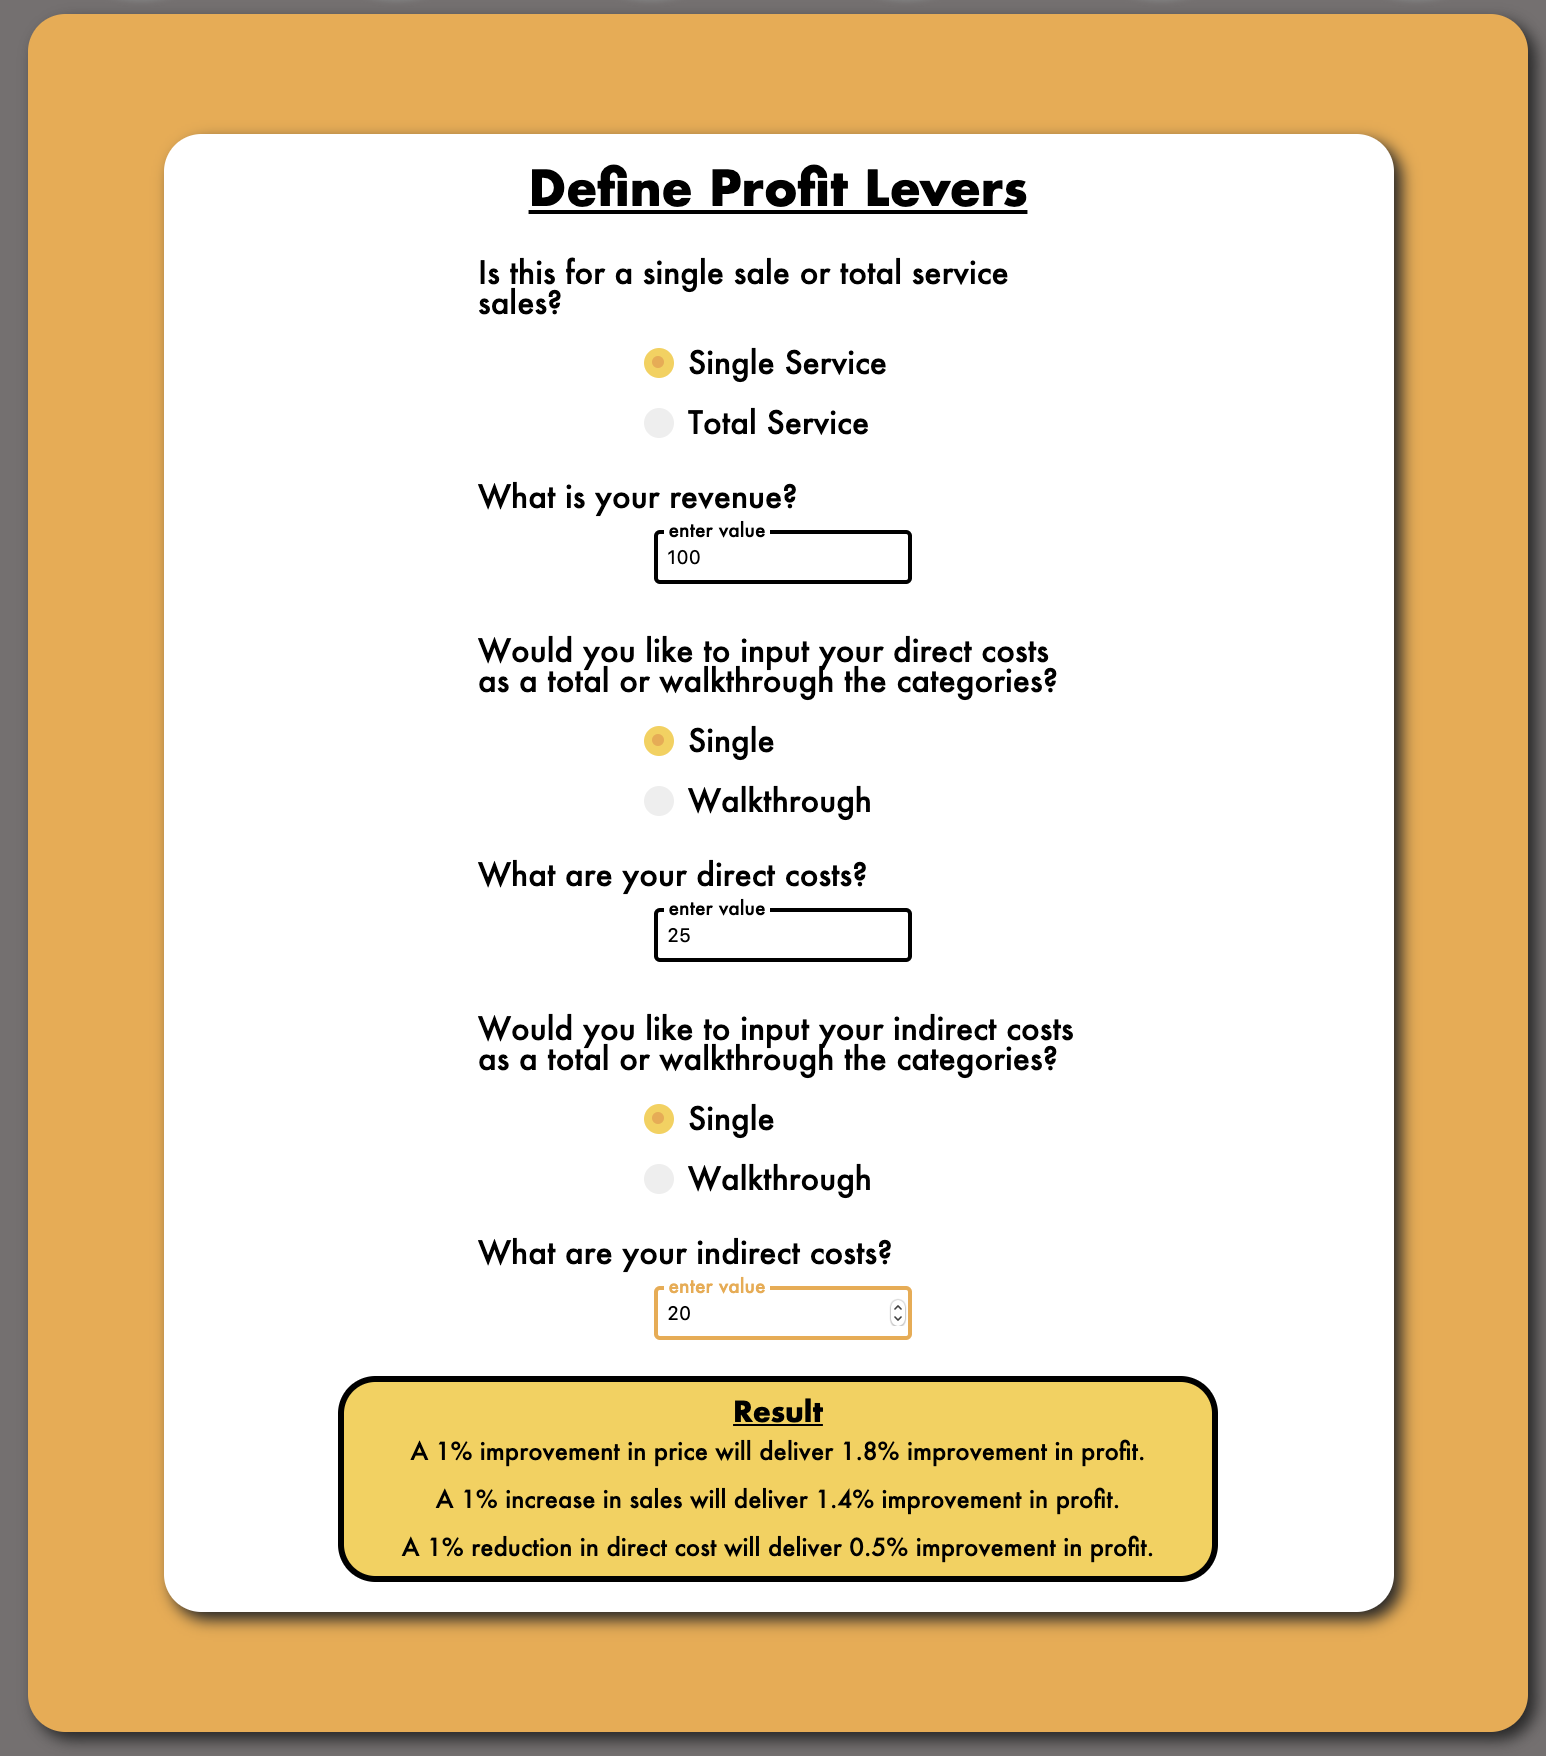 Define Profit Levers
Is this for a single sale or total service
sales?
Single Service
Total Service
What is your revenue?
enter value
100
Would you like to input your direct costs
as a total or walkthrough the categories?
Single
Walkthrough
What are your direct costs?
enter value
25
Would you like to input your indirect costs
as a total or walkthrough the categories?
Single
Walkthrough
What are your indirect costs?
enter value
20
Result
A 1% improvement in price will deliver 1.8% improvement in profit.
A 1% increase in sales will deliver 1.4% improvement in profit.
A 1% reduction in direct cost will deliver 0.5% improvement in profit.